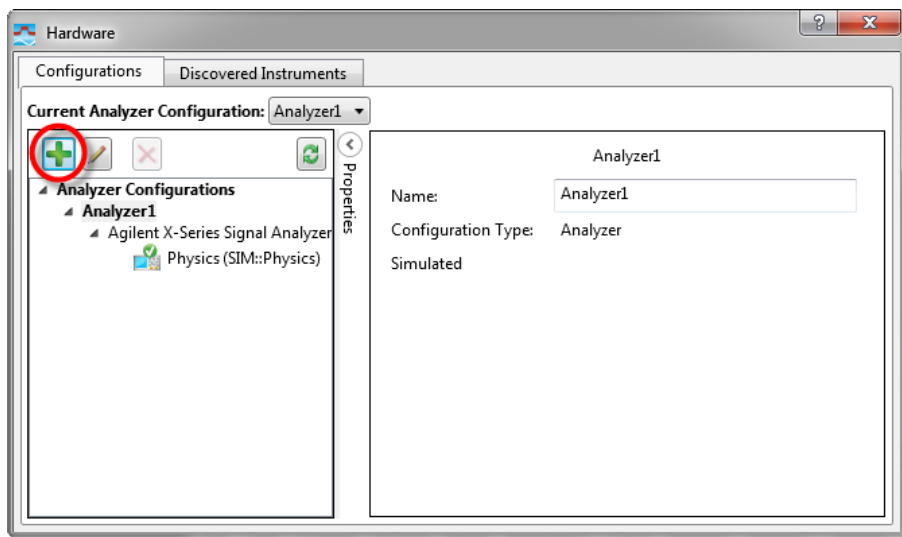 Hardware
?
Configurations
Discovered Instruments
Current Analyzer Configuration: Analyzer1
Properties
Analyzer Configurations
Analyzer1
Agilent X-Series Signal Analyzer
Physics (SIM::Physics)
Analyzer1
Name: Analyzer1
Configuration Type: Analyzer
Simulated